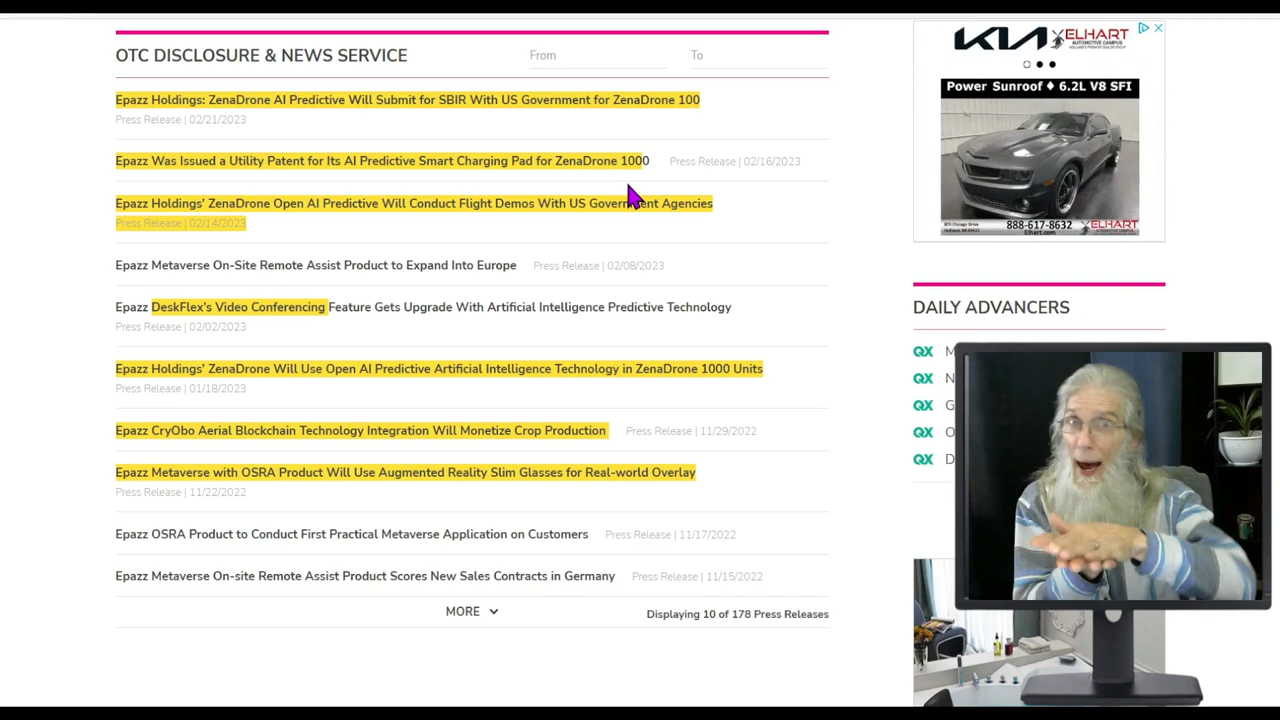 OTC DISCLOSURE & NEWS SERVICE
From
To
Epazz Holdings: ZenaDrone AI Predictive Will Submit for SBIR With US Government for ZenaDrone 100
Press Release | 02/21/2023
Epazz Was Issued a Utility Patent for Its AI Predictive Smart Charging Pad for ZenaDrone 1000 Press Release | 02/16/2023
Epazz Holdings' ZenaDrone Open AI Predictive Will Conduct Flight Demos With US Government Agencies
Press Release | 02/14/2023
Epazz Metaverse On-Site Remote Assist Product to Expand Into Europe Press Release | 02/08/2023
Epazz DeskFlex's Video Conferencing Feature Gets Upgrade With Artificial Intelligence Predictive Technology
Press Release | 02/02/2023
Epazz Holdings' ZenaDrone Will Use Open AI Predictive Artificial Intelligence Technology in ZenaDrone 1000 Units
Press Release | 01/18/2023
Epazz CryObo Aerial Blockchain Technology Integration Will Monetize Crop Production Press Release | 11/29/2022
Epazz Metaverse with OSRA Product Will Use Augmented Reality Slim Glasses for Real-world Overlay
Press Release | 11/22/2022
Epazz OSRA Product to Conduct First Practical Metaverse Application on Customers Press Release | 11/17/2022
Epazz Metaverse On-site Remote Assist Product Scores New Sales Contracts in Germany Press Release | 11/15/2022
MORE
Displaying 10 of 178 Press Releases
KIA ELHART
AUTOMOTIVE CAMPUS
Power Sunroof ♦ 6.2L V8 SFI
888-617-8632
Elhart.com
ELHART
DAILY ADVANCERS
QX M
QX N
QX G
QX O
QX D